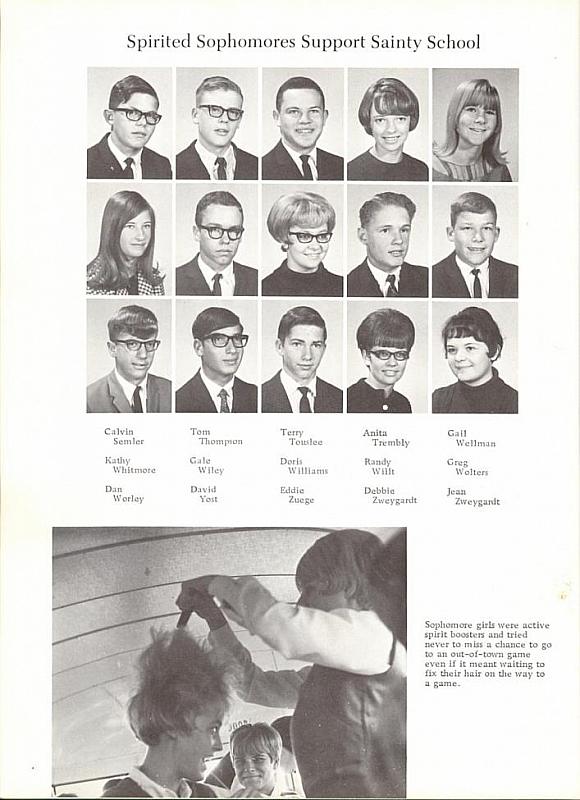 Spirited Sophomores Support Sainty School
Calvin Semler
Tom Thompson
Terry Touslee
Anita Trembly
Gail Wellman
Kathy Whitmore
Gale Wiley
Doris Williams
Randy Willt
Greg Wolters
Dan Worley
David Yost
Eddie Zuege
Debbie Zweygardt
Jean Zweygardt
Sophomore girls were active
spirit boosters and tried
never to miss a chance to go
to an out-of-town game
even if it meant waiting to
fix their hair on the way to
a game.